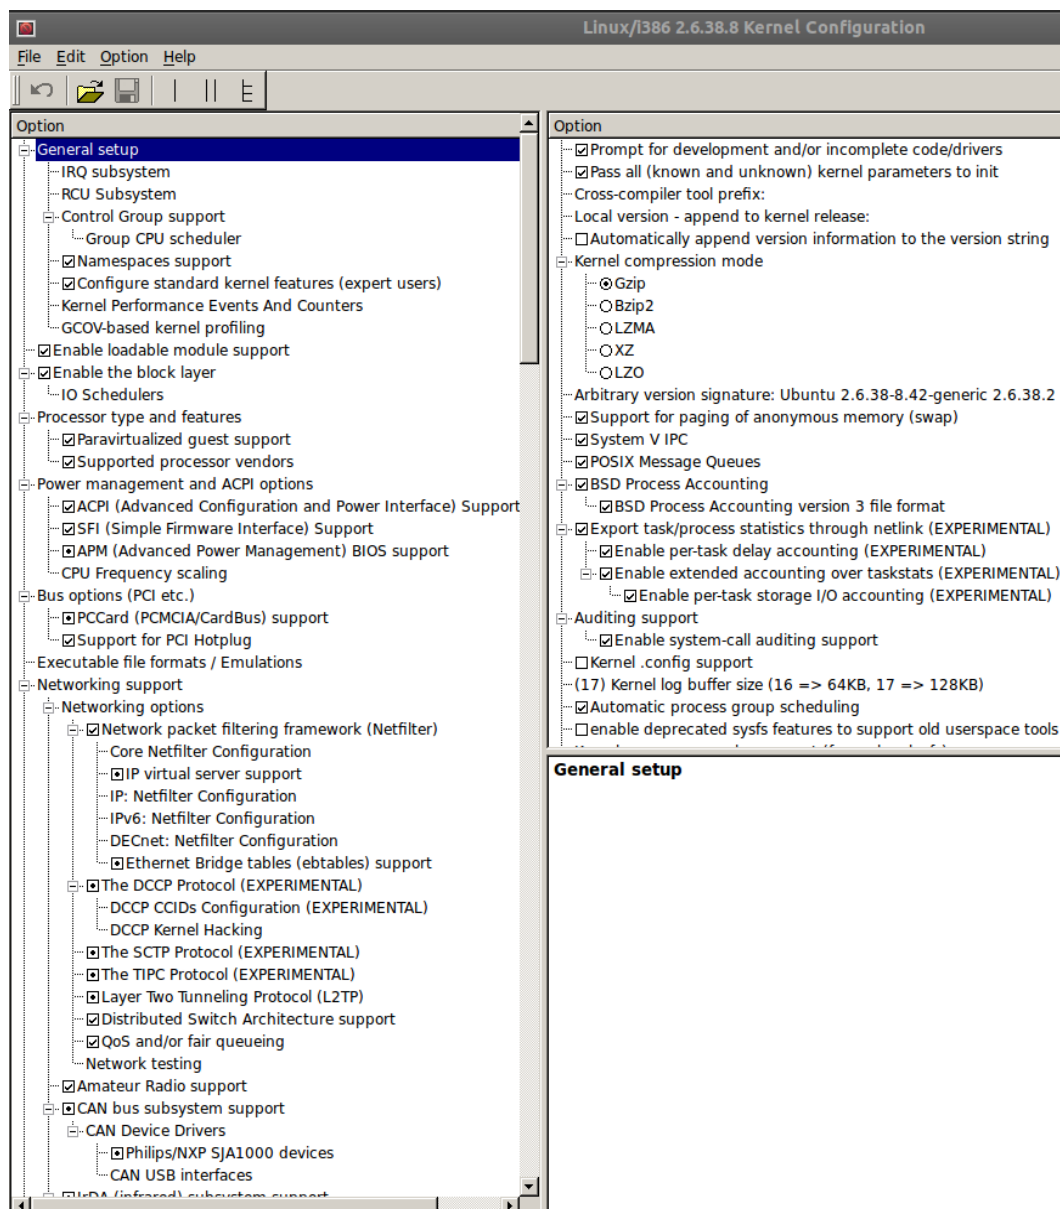 Linux/i386 2.6.38.8 Kernel Configuration
File Edit Option Help
Option
General setup
IRQ subsystem
RCU Subsystem
Control Group support
Group CPU scheduler
Namespaces support
Configure standard kernel features (expert users)
Kernel Performance Events And Counters
GCOV-based kernel profiling
Enable loadable module support
Enable the block layer
IO Schedulers
Processor type and features
Paravirtualized guest support
Supported processor vendors
Power management and ACPI options
ACPI (Advanced Configuration and Power Interface) Support
SFI (Simple Firmware Interface) Support
APM (Advanced Power Management) BIOS support
CPU Frequency scaling
Bus options (PCI etc.)
PCCard (PCMCIA/CardBus) support
Support for PCI Hotplug
Executable file formats / Emulations
Networking support
Networking options
Network packet filtering framework (Netfilter)
Core Netfilter Configuration
IP virtual server support
IP: Netfilter Configuration
IPv6: Netfilter Configuration
DECnet: Netfilter Configuration
Ethernet Bridge tables (ebtables) support
The DCCP Protocol (EXPERIMENTAL)
DCCP CCIDs Configuration (EXPERIMENTAL)
DCCP Kernel Hacking
The SCTP Protocol (EXPERIMENTAL)
The TIPC Protocol (EXPERIMENTAL)
Layer Two Tunneling Protocol (L2TP)
Distributed Switch Architecture support
QoS and/or fair queueing
Network testing
Amateur Radio support
CAN bus subsystem support
CAN Device Drivers
Philips/NXP SJA1000 devices
CAN USB interfaces
IrDA (infrared) subsystem support
Option
Prompt for development and/or incomplete code/drivers
Pass all (known and unknown) kernel parameters to init
Cross-compiler tool prefix:
Local version - append to kernel release:
Automatically append version information to the version string
Kernel compression mode
Gzip
Bzip2
LZMA
XZ
LZO
Arbitrary version signature: Ubuntu 2.6.38-8.42-generic 2.6.38.2
Support for paging of anonymous memory (swap)
System V IPC
POSIX Message Queues
BSD Process Accounting
BSD Process Accounting version 3 file format
Export task/process statistics through netlink (EXPERIMENTAL)
Enable per-task delay accounting (EXPERIMENTAL)
Enable extended accounting over taskstats (EXPERIMENTAL)
Enable per-task storage I/O accounting (EXPERIMENTAL)
Auditing support
Enable system-call auditing support
Kernel .config support
(17) Kernel log buffer size (16 => 64KB, 17 => 128KB)
Automatic process group scheduling
enable deprecated sysfs features to support old userspace tools
General setup